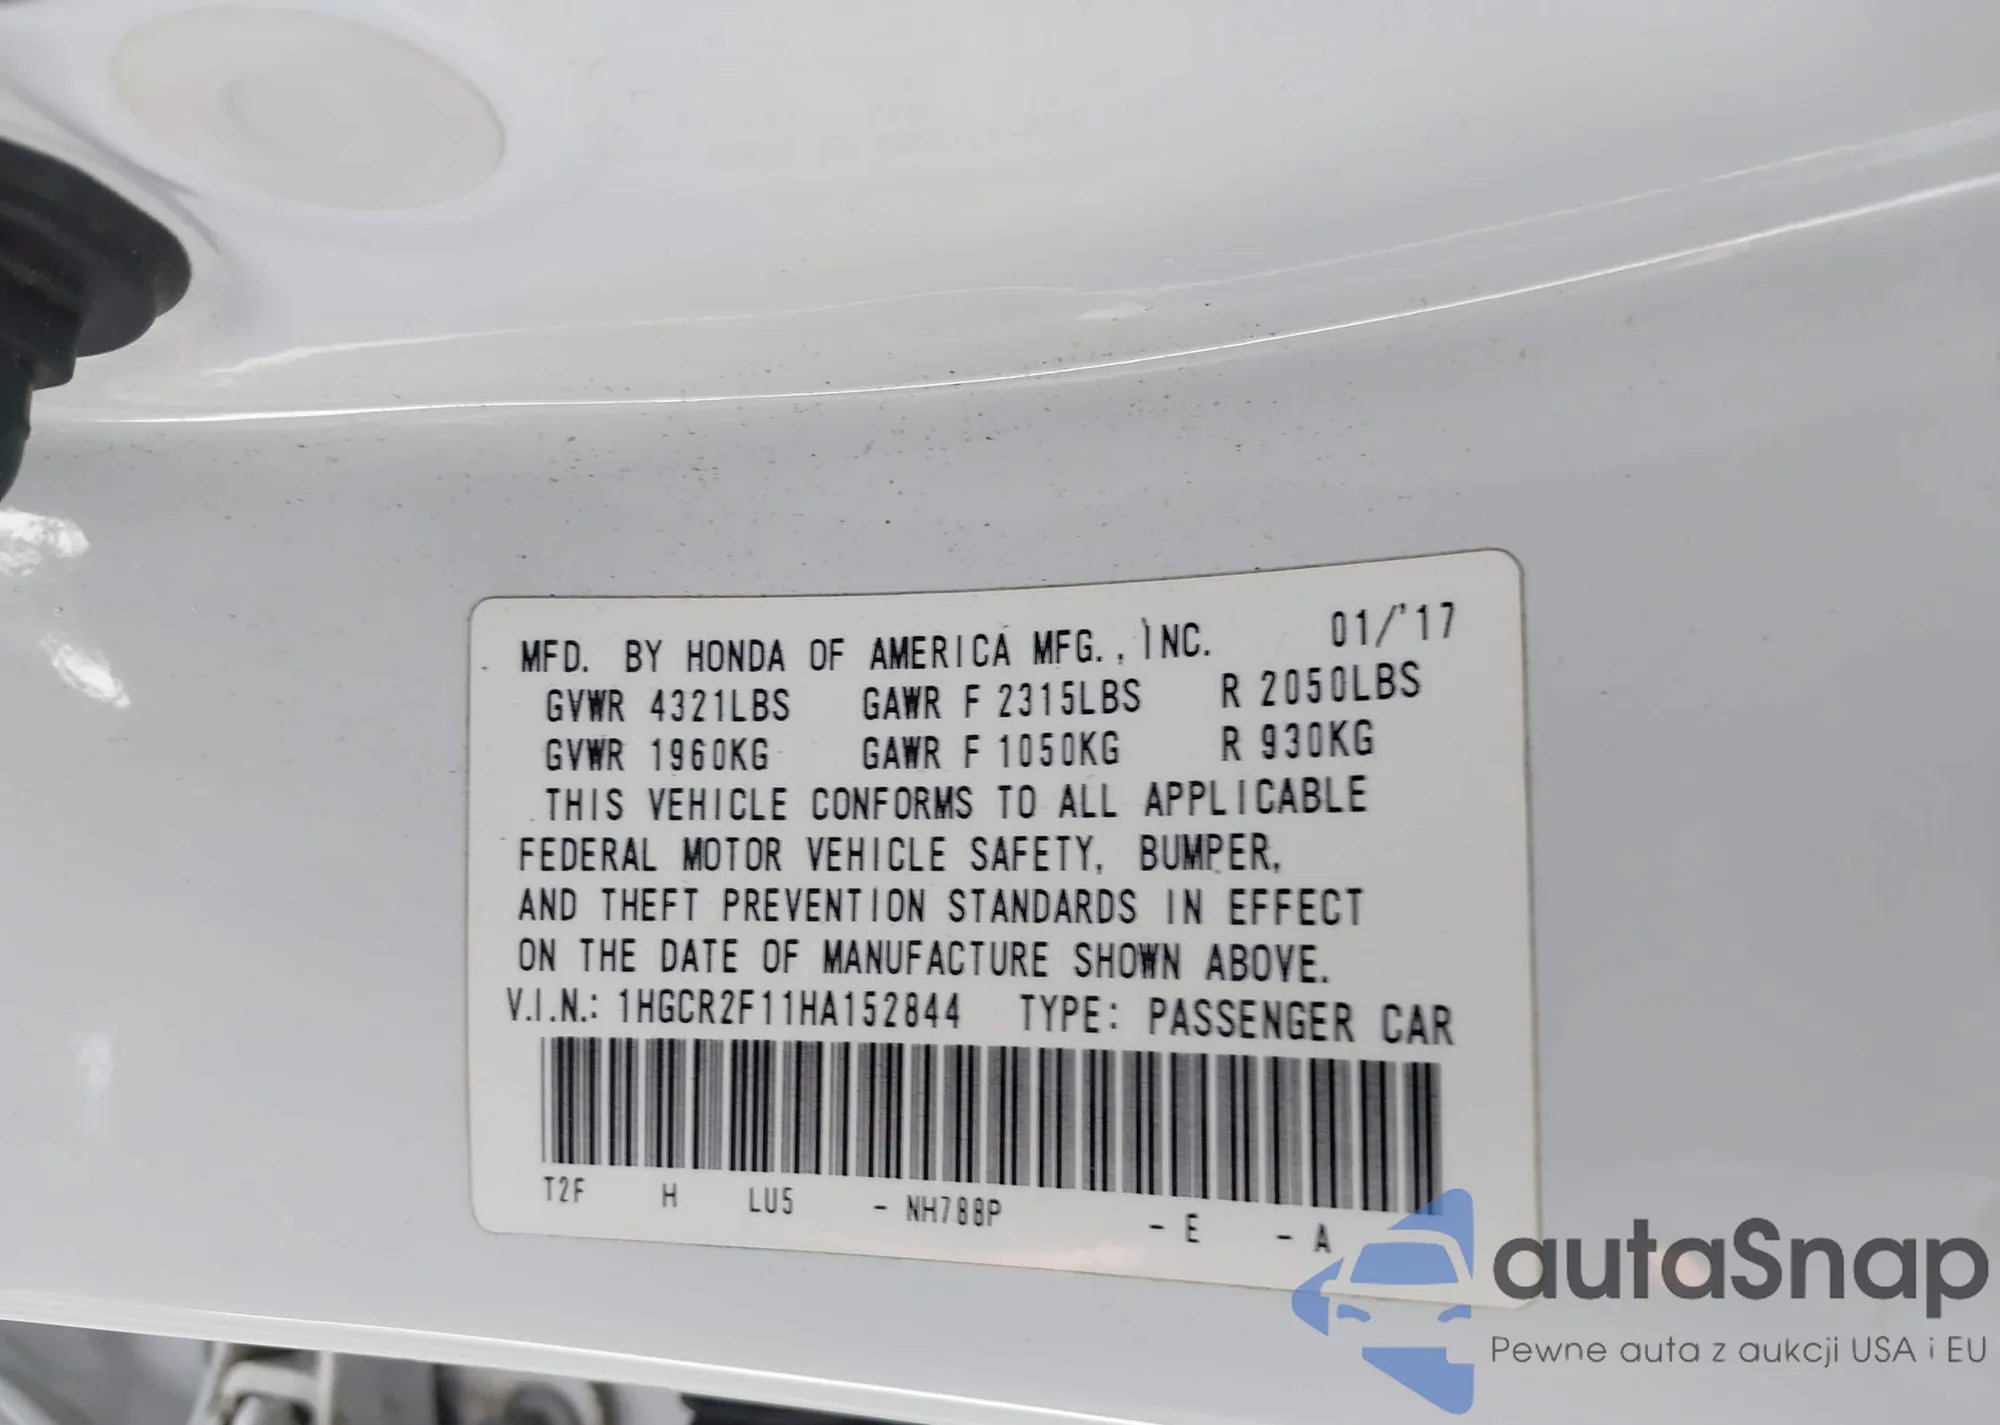 MFD. BY HONDA OF AMERICA MFG., INC. 01/'17
GVWR 4321LBS GAWR F 2315LBS R 2050LBS
GVWR 1960KG GAWR F 1050KG R 930KG
THIS VEHICLE CONFORMS TO ALL APPLICABLE
FEDERAL MOTOR VEHICLE SAFETY, BUMPER,
AND THEFT PREVENTION STANDARDS IN EFFECT
ON THE DATE OF MANUFACTURE SHOWN ABOVE.
V.I.N.: 1HGCR2F11HA152844 TYPE: PASSENGER CAR
T2F H LU5 - NH788P - E - A
autaSnap
Pewne auta z aukcji USA i EU